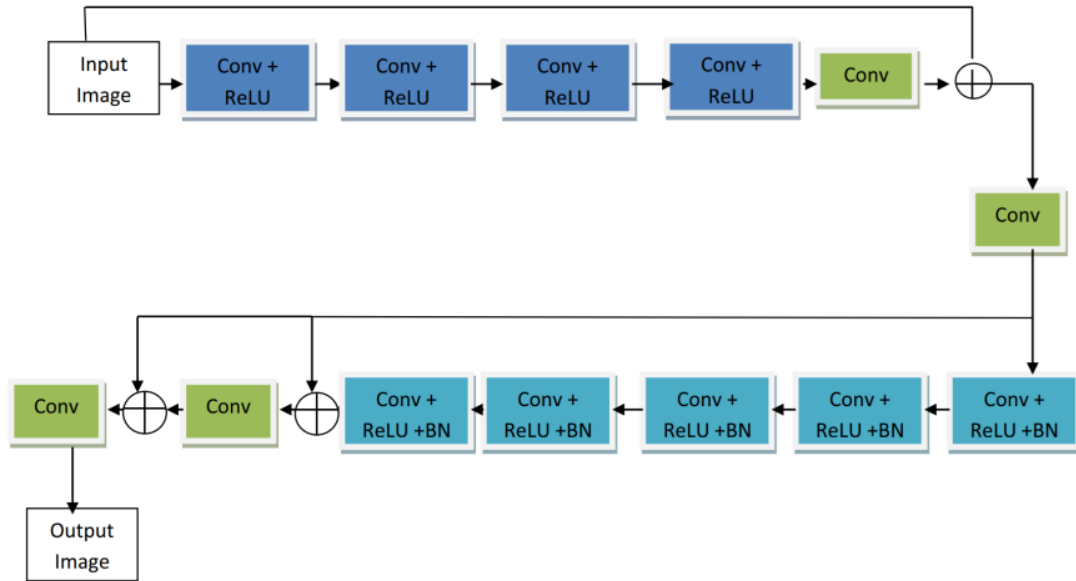 Input
Image
Conv +
ReLU
Conv +
ReLU
Conv +
ReLU
Conv +
ReLU
Conv
Conv
Conv
Conv
Conv +
ReLU +BN
Conv +
ReLU +BN
Conv +
ReLU +BN
Conv +
ReLU +BN
Conv +
ReLU +BN
Output
Image